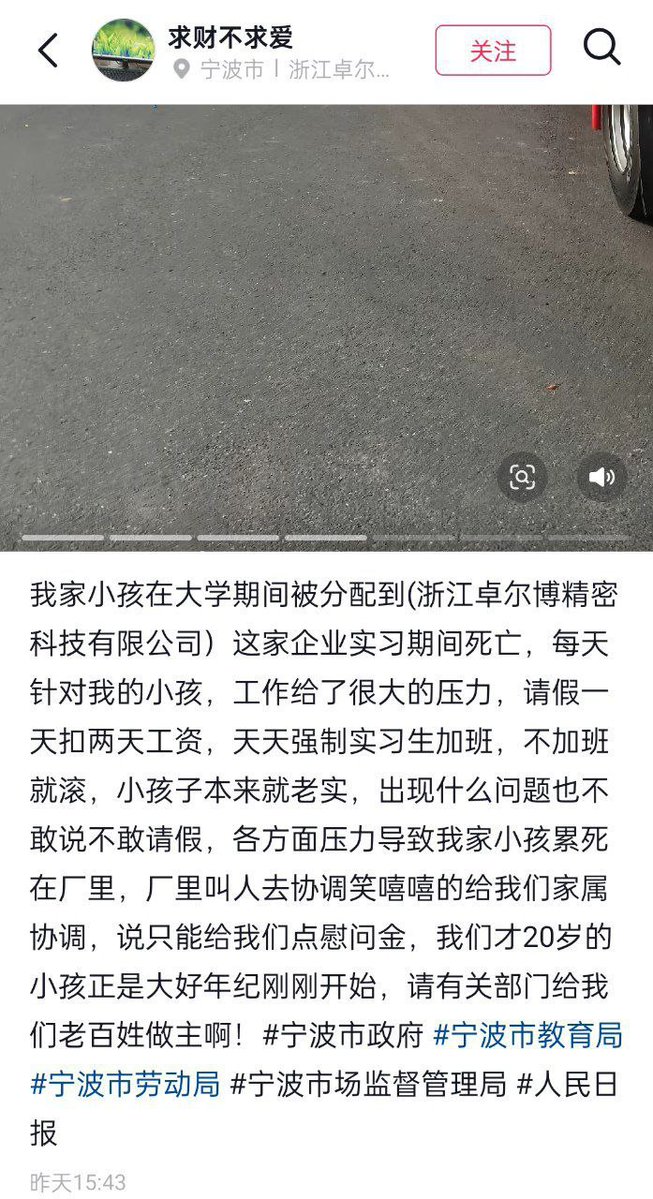 求财不求爱
宁波市 | 浙江卓尔...
关注
我家小孩在大学期间被分配到(浙江卓尔博精密
科技有限公司）这家企业实习期间死亡，每天
针对我的小孩，工作给了很大的压力，请假一
天扣两天工资，天天强制实习生加班，不加班
就滚，小孩子本来就老实，出现什么问题也不
敢说不敢请假，各方面压力导致我家小孩累死
在厂里，厂里叫人去协调笑嘻嘻的给我们家属
协调，说只能给我们点慰问金，我们才20岁的
小孩正是大好年纪刚刚开始，请有关部门给我
们老百姓做主啊！#宁波市政府 #宁波市教育局
#宁波市劳动局 #宁波市场监督管理局 #人民日
报
昨天15:43